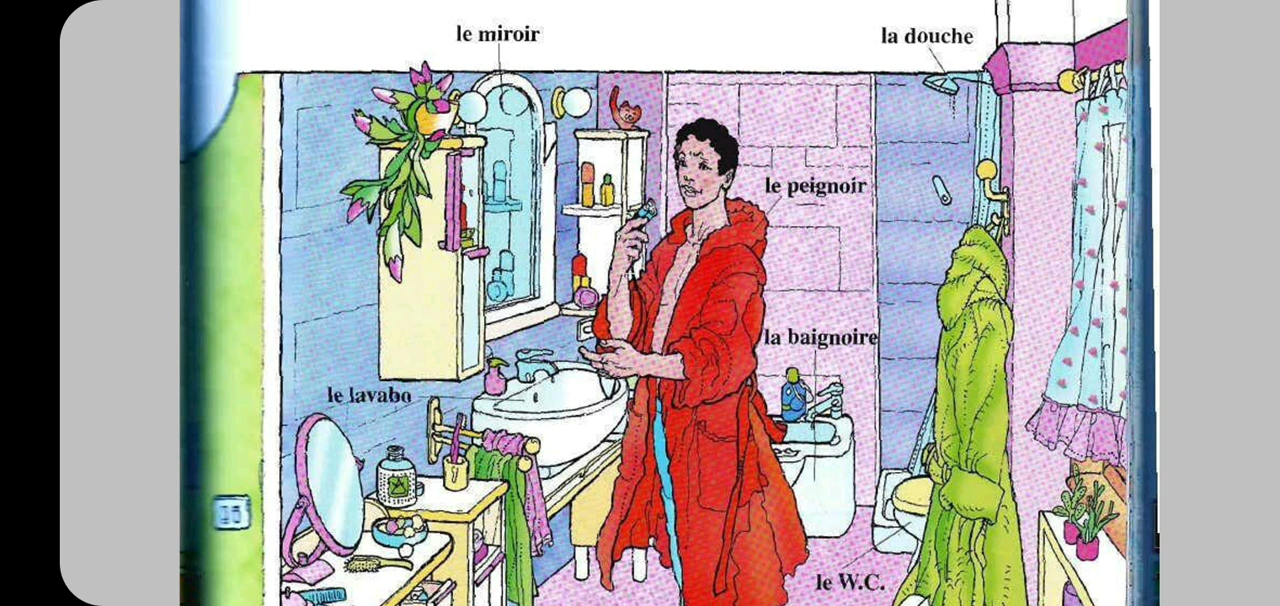 le miroir
la douche
le peignoir
la baignoire
le lavabo
le W.C.